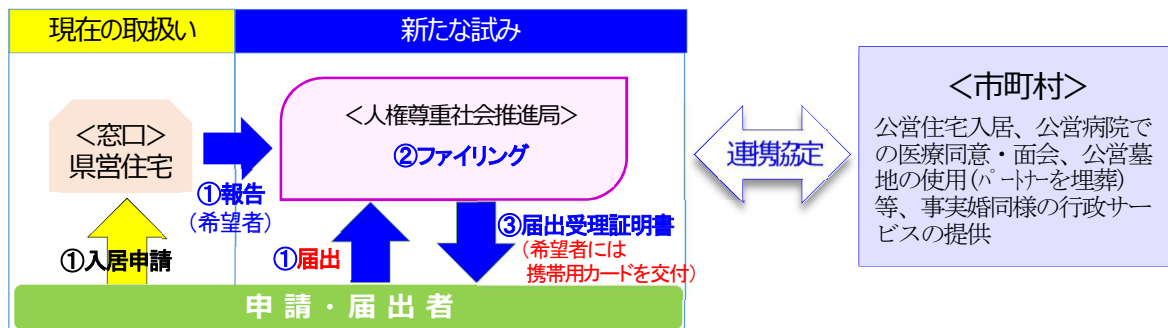 現在の取扱い
新たな試み
＜窓口＞
県営住宅
①報告
（希望者）
①入居申請
＜人権尊重社会推進局＞
②ファイリング
①届出
③届出受理証明書
（希望者には
携帯用カードを交付）
申請・届出者
連携協定
＜市町村＞
公営住宅入居、公営病院で
の医療同意・面会、公営墓
地の使用(パートナーを埋葬)
等、事実婚同様の行政サー
ビスの提供